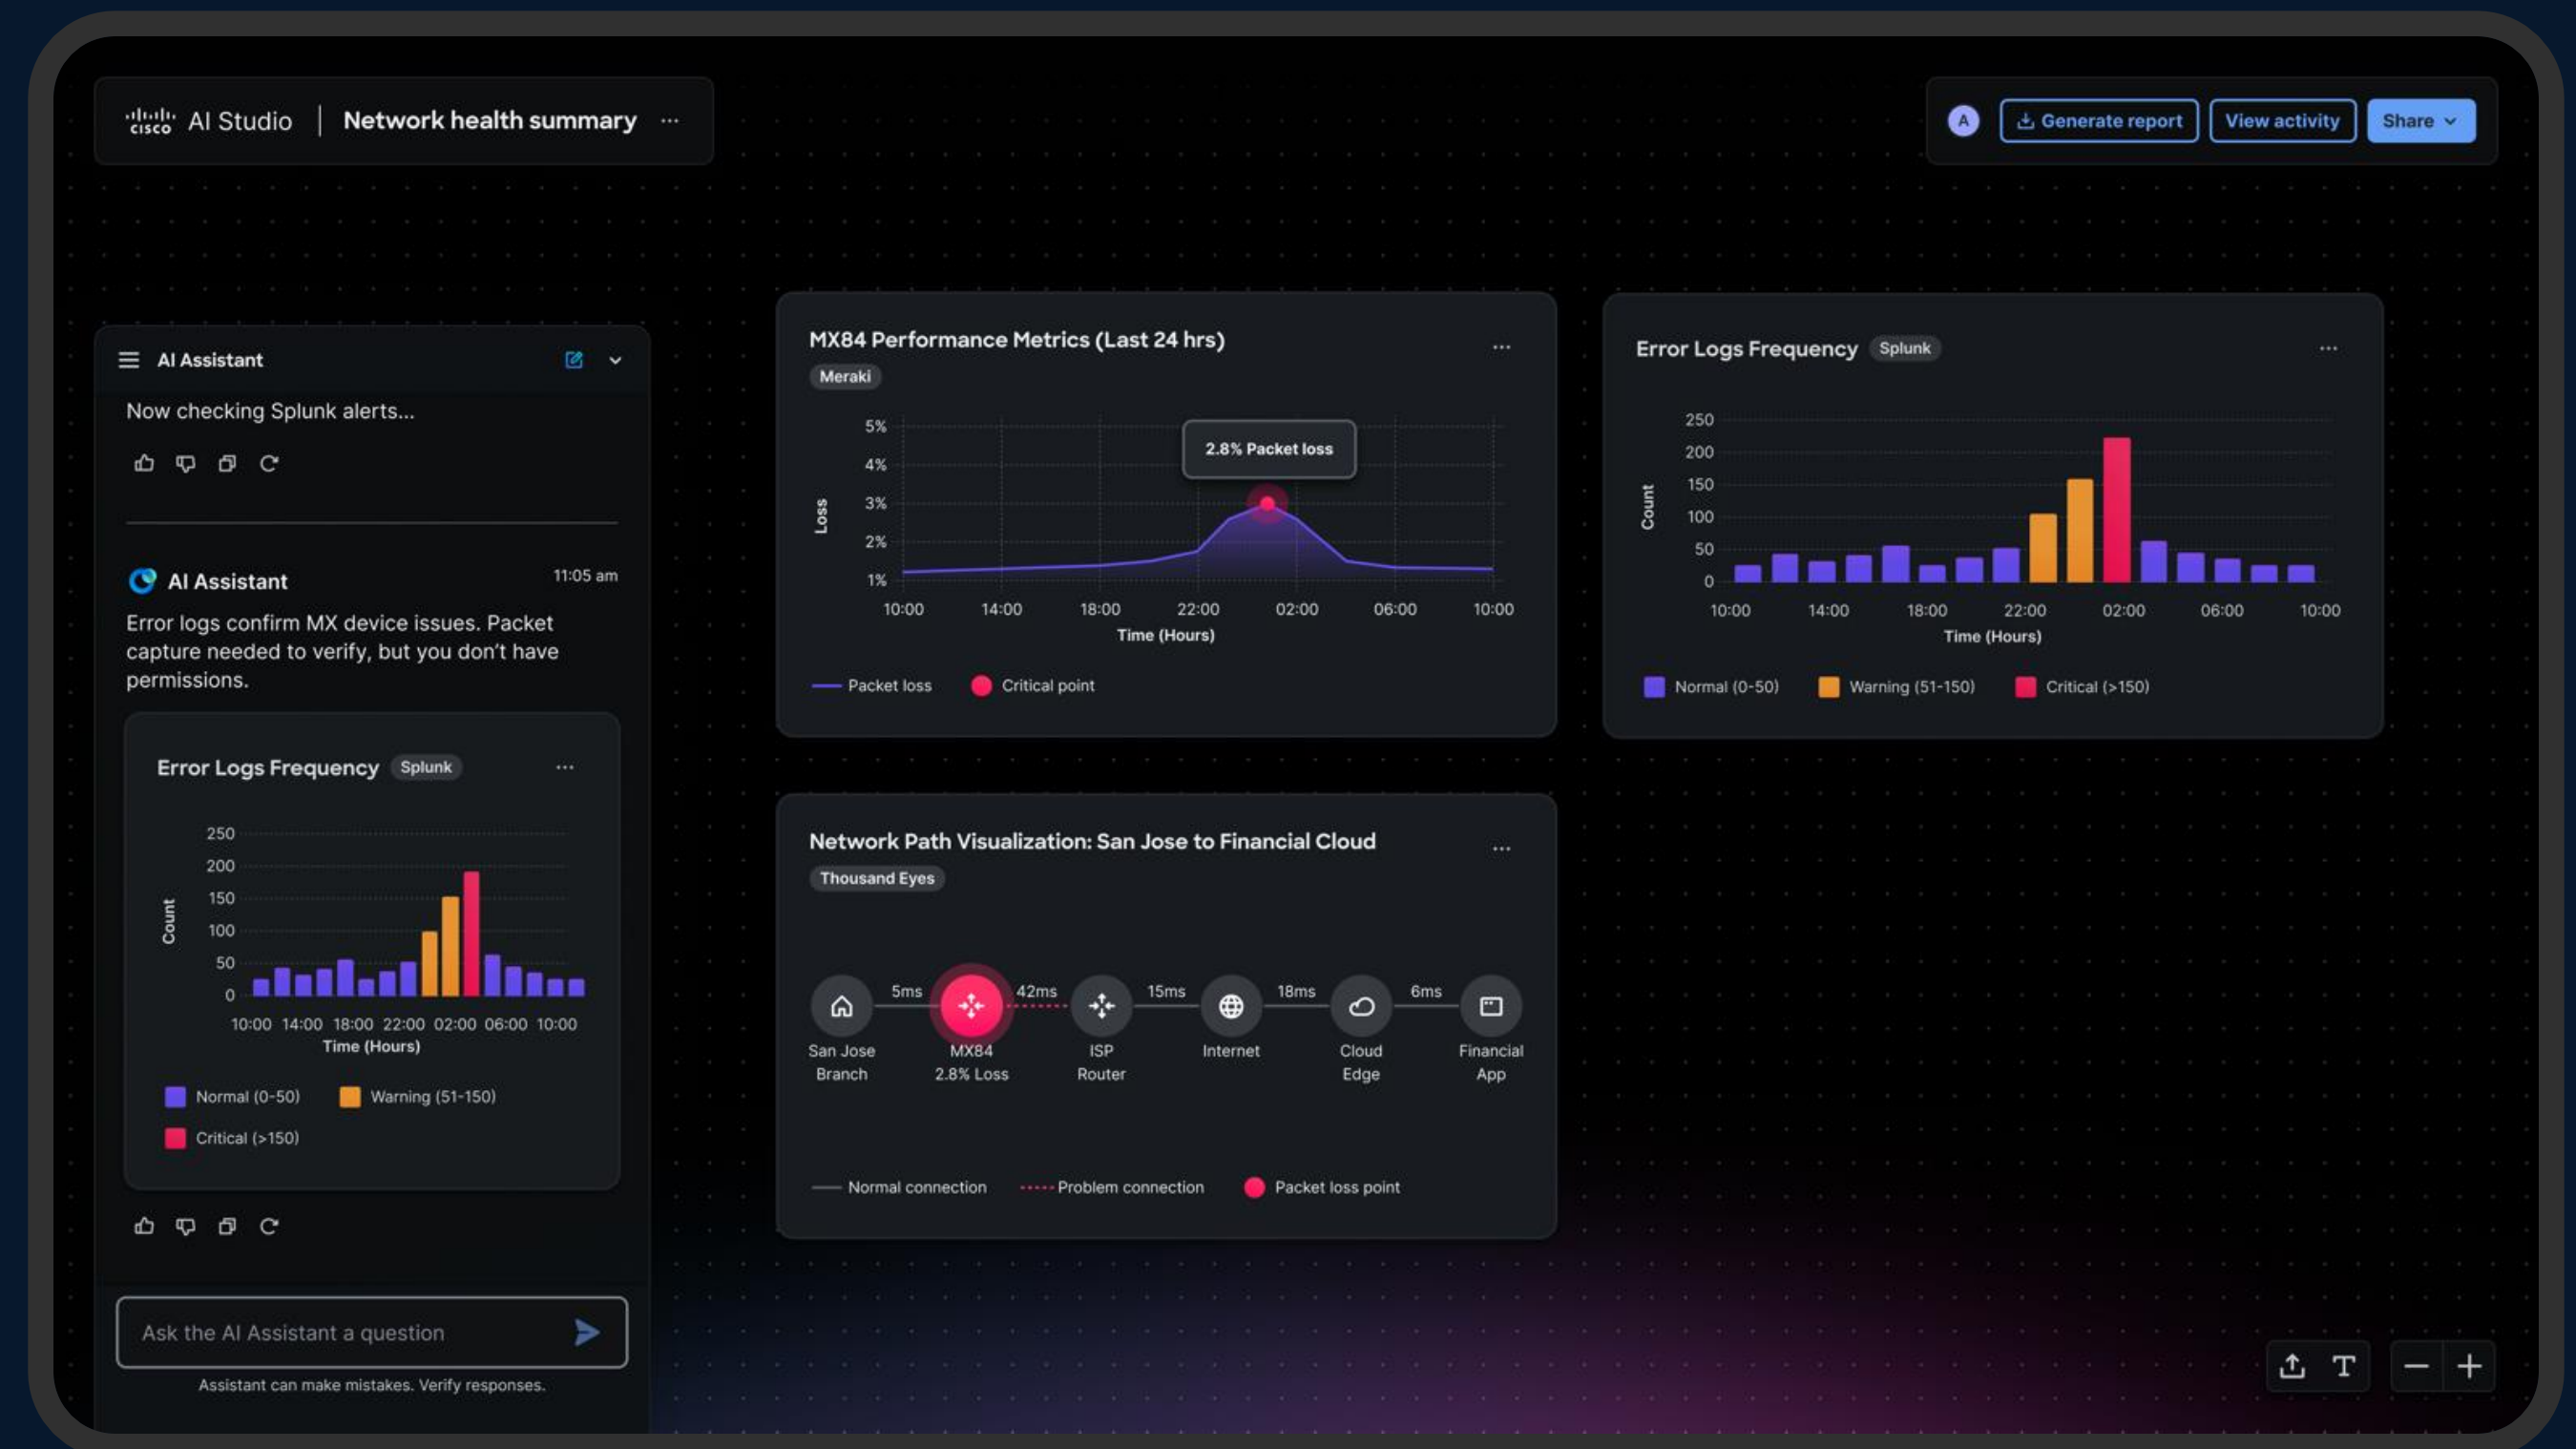 CISCO AI Studio | Network health summary ...
A Generate report View activity Share
AI Assistant
Now checking Splunk alerts...
AI Assistant 11:05 am
Error logs confirm MX device issues. Packet
capture needed to verify, but you don’t have
permissions.
Error Logs Frequency Splunk ...
250
200
150
100
50
0
Count
10:00 14:00 18:00 22:00 02:00 06:00 10:00
Time (Hours)
Normal (0-50) Warning (51-150)
Critical (>150)
Ask the AI Assistant a question
Assistant can make mistakes. Verify responses.
MX84 Performance Metrics (Last 24 hrs) ...
Meraki
2.8% Packet loss
5%
4%
3%
2%
1%
Loss
10:00 14:00 18:00 22:00 02:00 06:00 10:00
Time (Hours)
Packet loss Critical point
Error Logs Frequency Splunk ...
250
200
150
100
50
0
Count
10:00 14:00 18:00 22:00 02:00 06:00 10:00
Time (Hours)
Normal (0-50) Warning (51-150) Critical (>150)
Network Path Visualization: San Jose to Financial Cloud ...
Thousand Eyes
5ms 42ms 15ms 18ms 6ms
San Jose MX84 ISP Internet Cloud Financial
Branch 2.8% Loss Router Edge App
Normal connection Problem connection Packet loss point
T